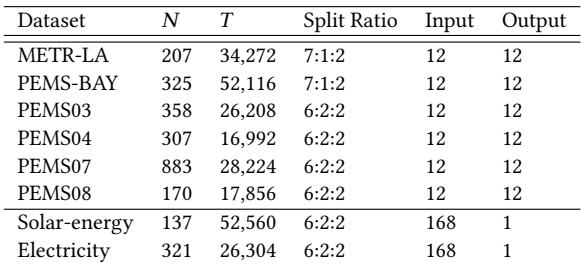 Dataset N T Split Ratio Input Output
METR-LA 207 34,272 7:1:2 12 12
PEMS-BAY 325 52,116 7:1:2 12 12
PEMS03 358 26,208 6:2:2 12 12
PEMS04 307 16,992 6:2:2 12 12
PEMS07 883 28,224 6:2:2 12 12
PEMS08 170 17,856 6:2:2 12 12
Solar-energy 137 52,560 6:2:2 168 1
Electricity 321 26,304 6:2:2 168 1